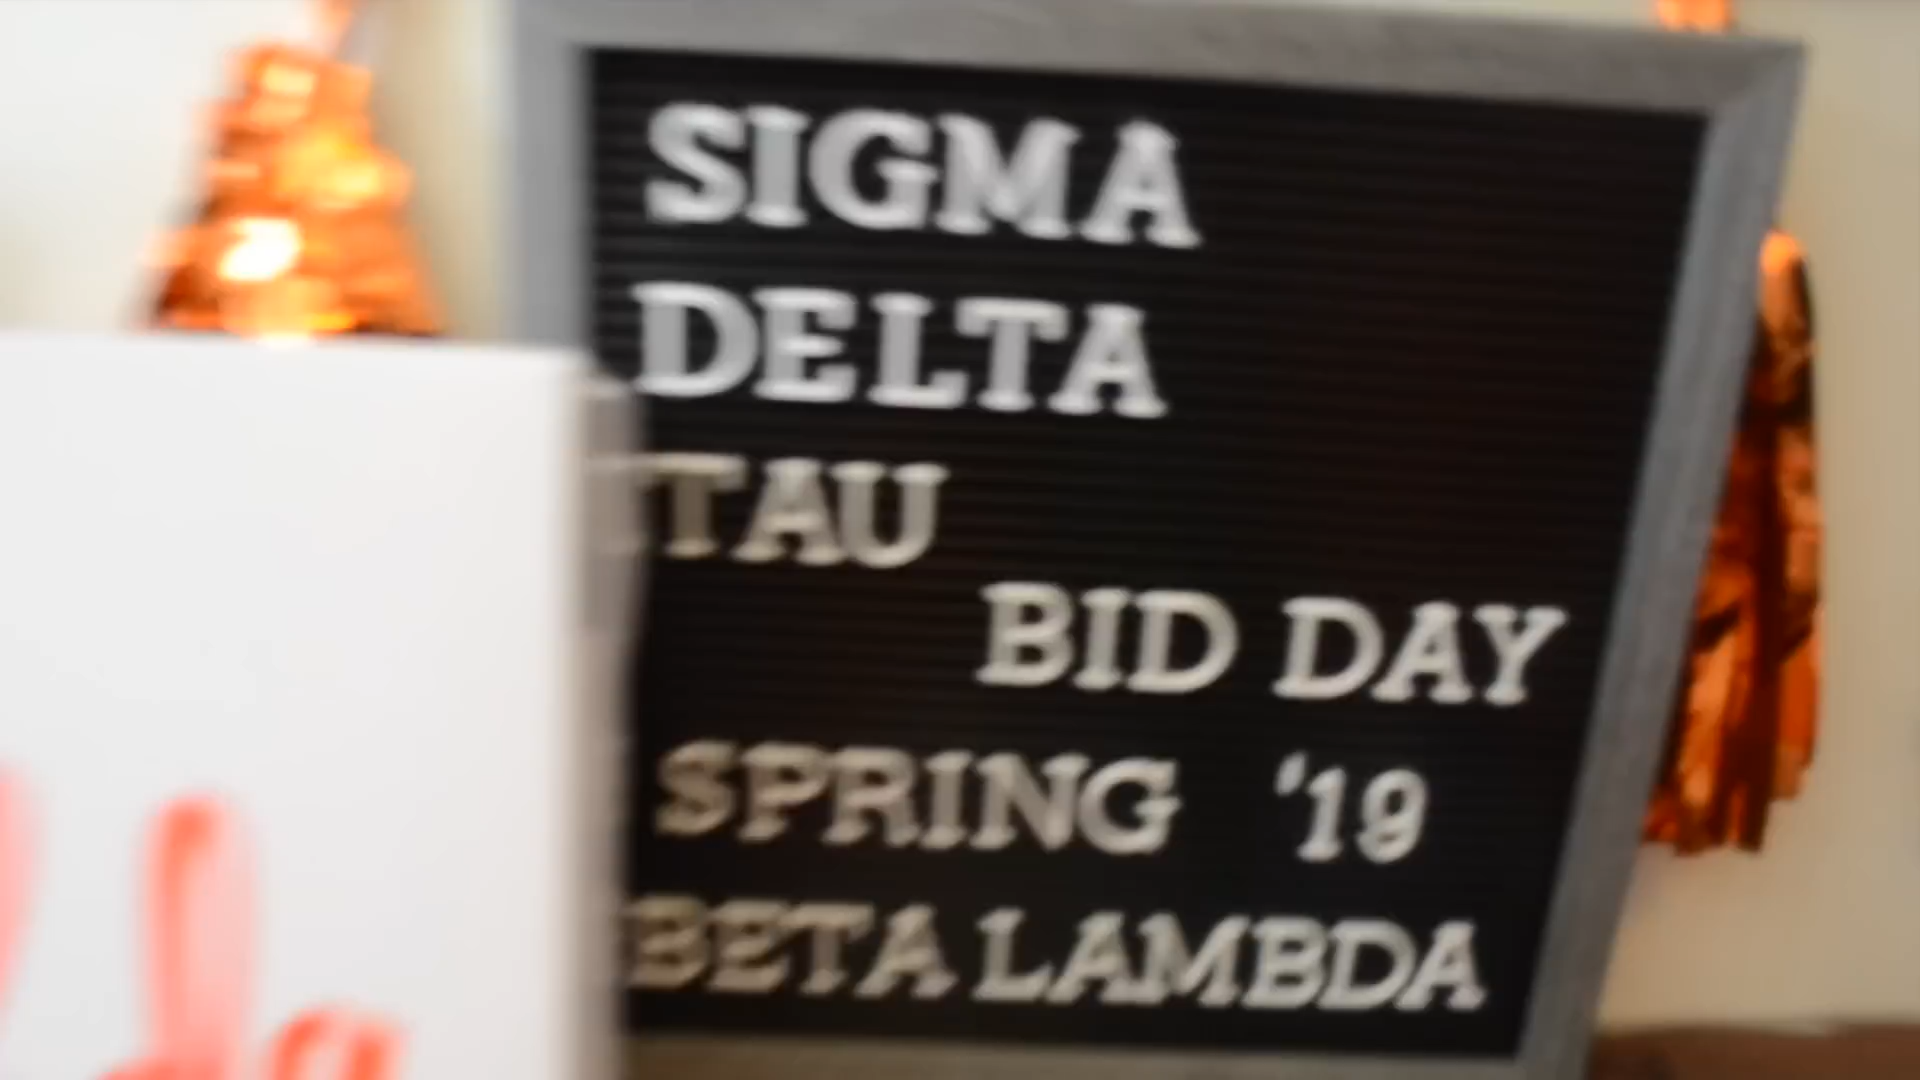 SIGMA
DELTA
TAU
BID DAY
SPRING '19
BETA LAMBDA